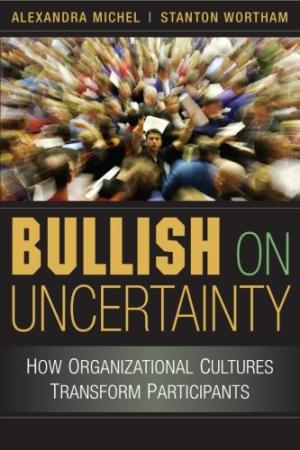 ALEXANDRA MICHEL | STANTON WORTHAM
BULLISH ON
UNCERTAINTY
HOW ORGANIZATIONAL CULTURES
TRANSFORM PARTICIPANTS